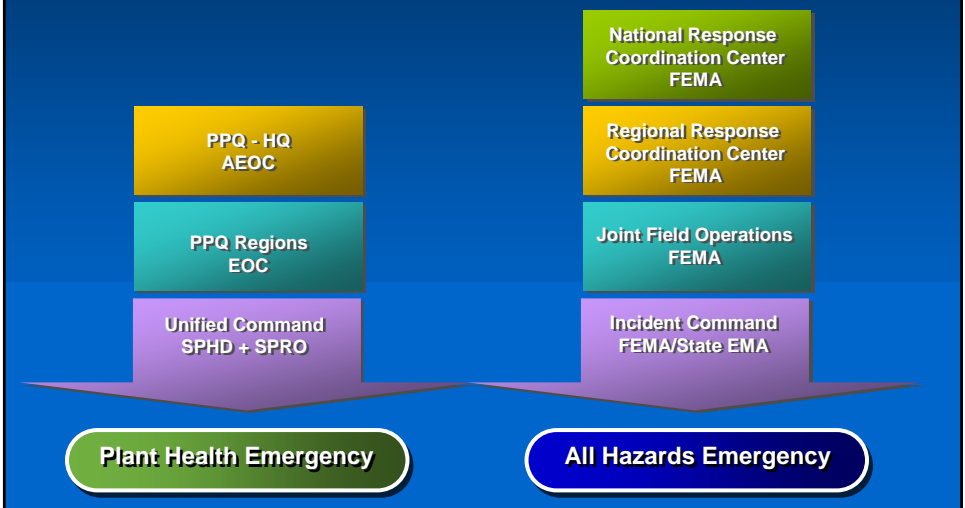 PPQ - HQ
AEOC
PPQ Regions
EOC
Unified Command
SPHD + SPRO
Plant Health Emergency
National Response
Coordination Center
FEMA
Regional Response
Coordination Center
FEMA
Joint Field Operations
FEMA
Incident Command
FEMA/State EMA
All Hazards Emergency